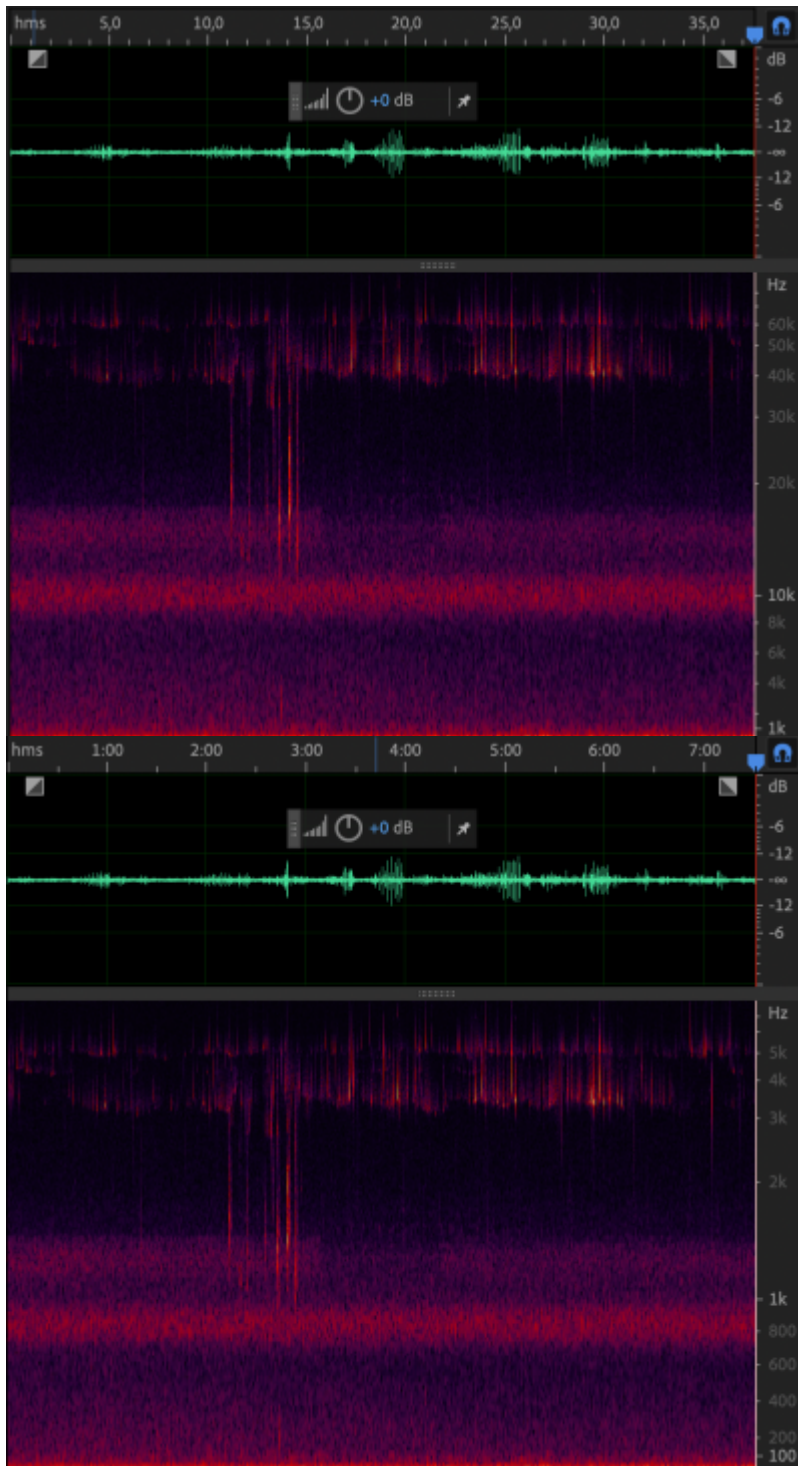 hms 5,0 10,0 15,0 20,0 25,0 30,0 35,0
dB
+0 dB
-6
-12
-∞
-12
-6
Hz
60k
50k
40k
30k
20k
10k
8k
6k
4k
1k
hms 1:00 2:00 3:00 4:00 5:00 6:00 7:00
dB
+0 dB
-6
-12
-∞
-12
-6
Hz
5k
4k
3k
2k
1k
800
600
400
200
100